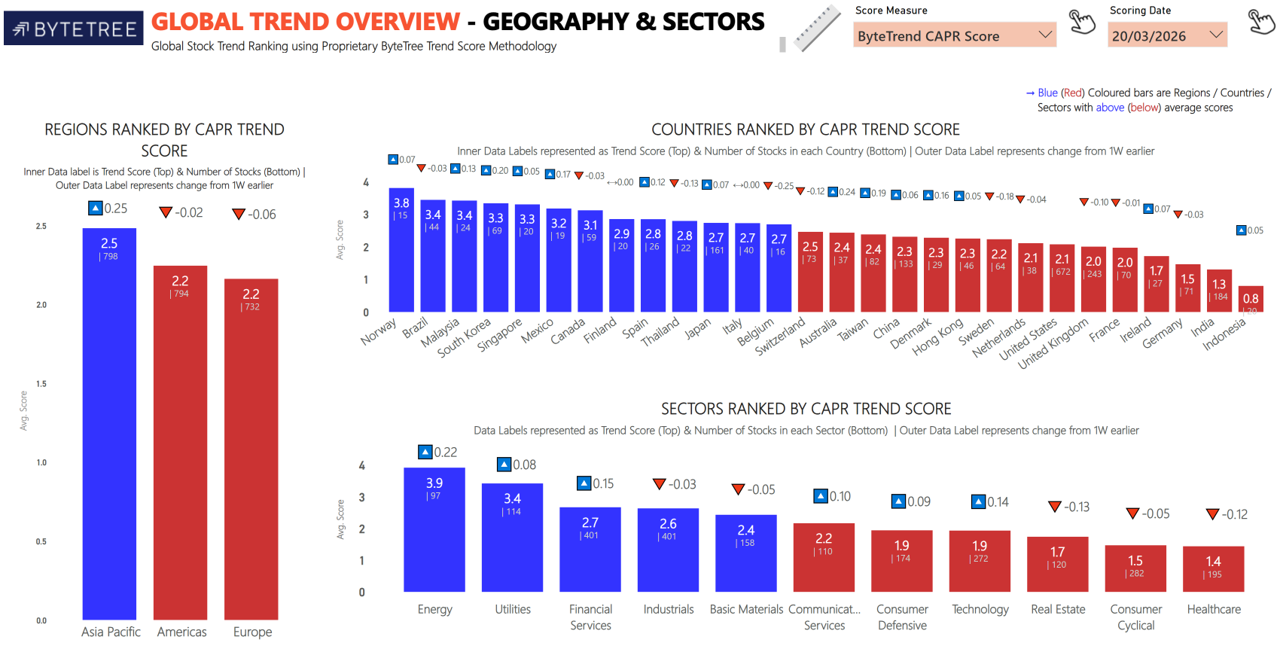 BYTETREE
GLOBAL TREND OVERVIEW - GEOGRAPHY & SECTORS
Global Stock Trend Ranking using Proprietary ByteTree Trend Score Methodology
Score Measure
ByteTrend CAPR Score
Scoring Date
20/03/2026
→ Blue (Red) Coloured bars are Regions / Countries /
Sectors with above (below) average scores
REGIONS RANKED BY CAPR TREND
SCORE
Inner Data label is Trend Score (Top) & Number of Stocks (Bottom) |
Outer Data Label represents change from 1W earlier
0.25
-0.02
-0.06
2.5
2.0
1.5
1.0
0.5
0.0
Avg. Score
2.5
| 798
2.2
| 794
2.2
| 732
Asia Pacific
Americas
Europe
COUNTRIES RANKED BY CAPR TREND SCORE
Inner Data Labels represented as Trend Score (Top) & Number of Stocks in each Country (Bottom) | Outer Data Label represents change from 1W earlier
0.07
-0.03
0.13
0.20
0.05
0.17
-0.03
↔0.00
0.12
-0.13
0.07
↔0.00
-0.25
-0.12
0.24
0.19
0.06
0.16
0.05
-0.18
-0.04
-0.10
-0.01
0.07
-0.03
0.05
4
3
2
1
0
Avg. Score
3.8
| 15
3.4
| 44
3.4
| 24
3.3
| 69
3.3
| 20
3.2
| 19
3.1
| 59
2.9
| 20
2.8
| 26
2.8
| 22
2.7
| 161
2.7
| 40
2.7
| 16
2.5
| 73
2.4
| 37
2.4
| 82
2.3
| 133
2.3
| 29
2.3
| 46
2.2
| 64
2.1
| 38
2.1
| 672
2.0
| 243
2.0
| 70
1.7
| 27
1.5
| 71
1.3
| 184
0.8
Norway
Brazil
Malaysia
South Korea
Singapore
Mexico
Canada
Finland
Spain
Thailand
Japan
Italy
Belgium
Switzerland
Australia
Taiwan
China
Denmark
Hong Kong
Sweden
Netherlands
United States
United Kingdom
France
Ireland
Germany
India
Indonesia
SECTORS RANKED BY CAPR TREND SCORE
Data Labels represented as Trend Score (Top) & Number of Stocks in each Sector (Bottom) | Outer Data Label represents change from 1W earlier
0.22
0.08
0.15
-0.03
-0.05
0.10
0.09
0.14
-0.13
-0.05
-0.12
4
3
2
1
0
Avg. Score
3.9
| 97
3.4
| 114
2.7
| 401
2.6
| 401
2.4
| 158
2.2
| 110
1.9
| 174
1.9
| 272
1.7
| 120
1.5
| 282
1.4
| 195
Energy
Utilities
Financial
Services
Industrials
Basic Materials
Communicat...
Services
Consumer
Defensive
Technology
Real Estate
Consumer
Cyclical
Healthcare